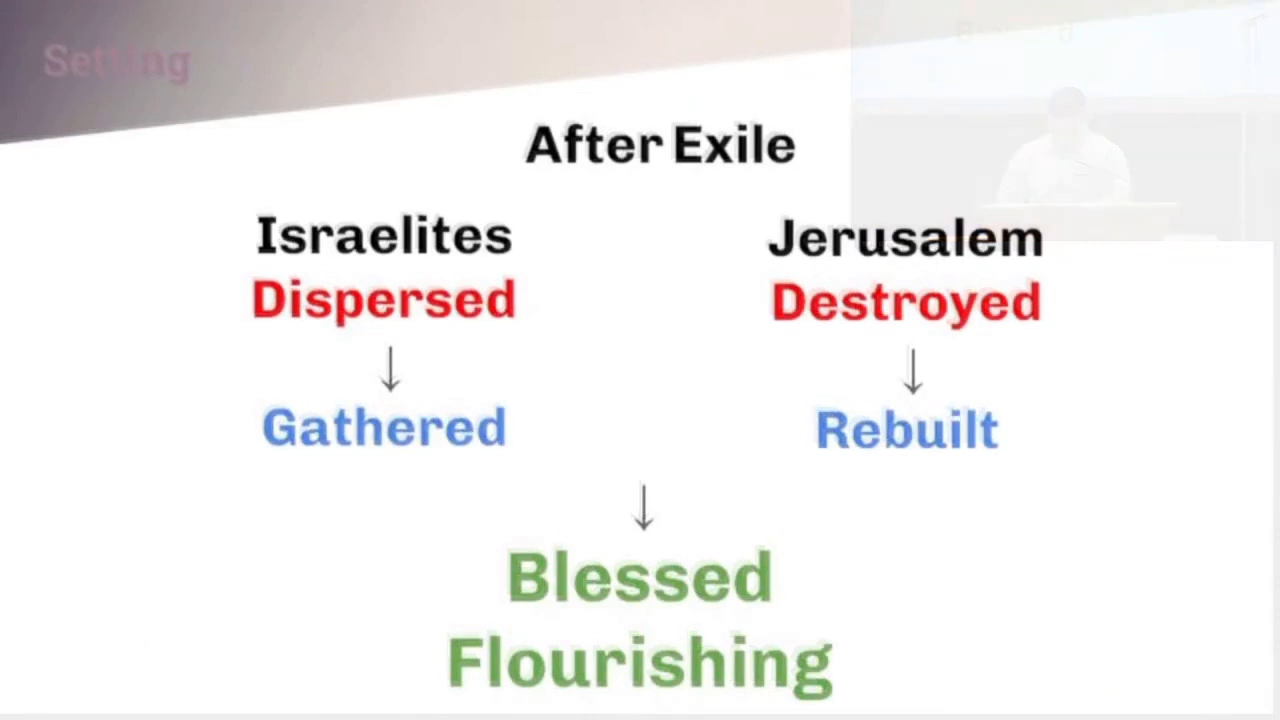 Setting
After Exile
Israelites
Dispersed
↓
Gathered
Jerusalem
Destroyed
↓
Rebuilt
↓
Blessed
Flourishing